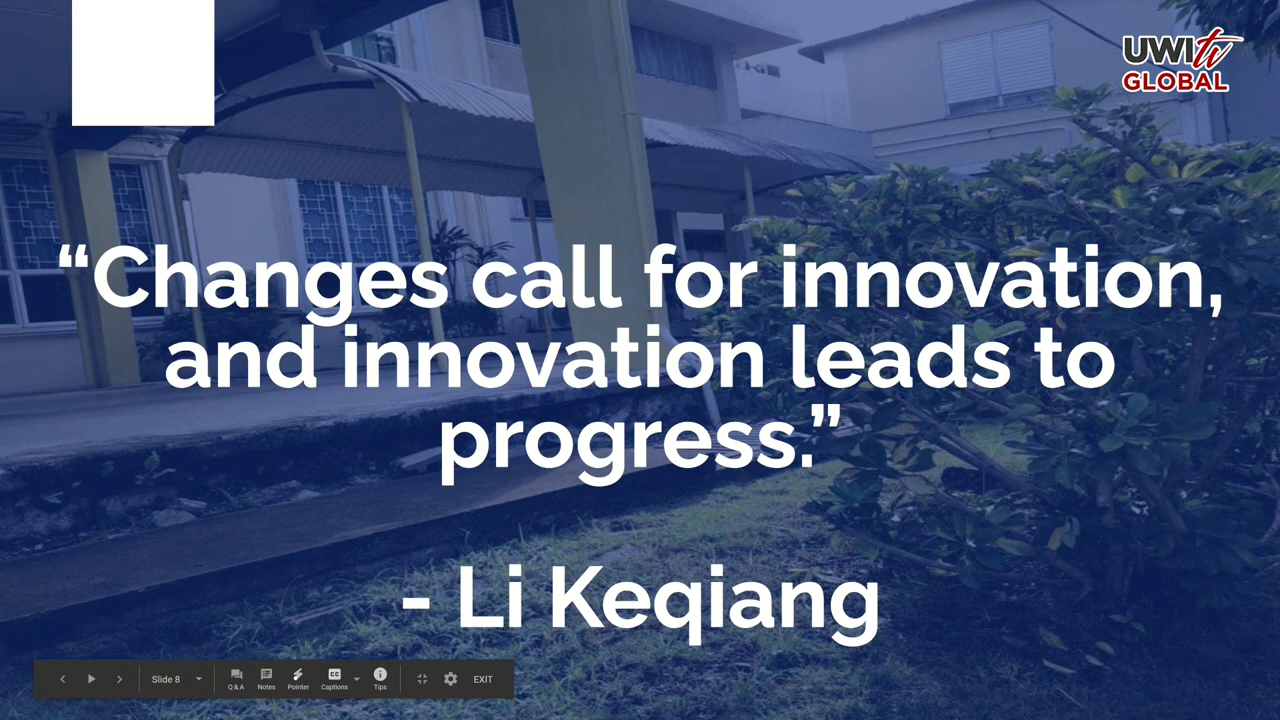 UWItv
GLOBAL
“Changes call for innovation,
and innovation leads to
progress.”
- Li Keqiang
Slide 8
Q & A
Notes
Pointer
CC
Captions
Tips
EXIT